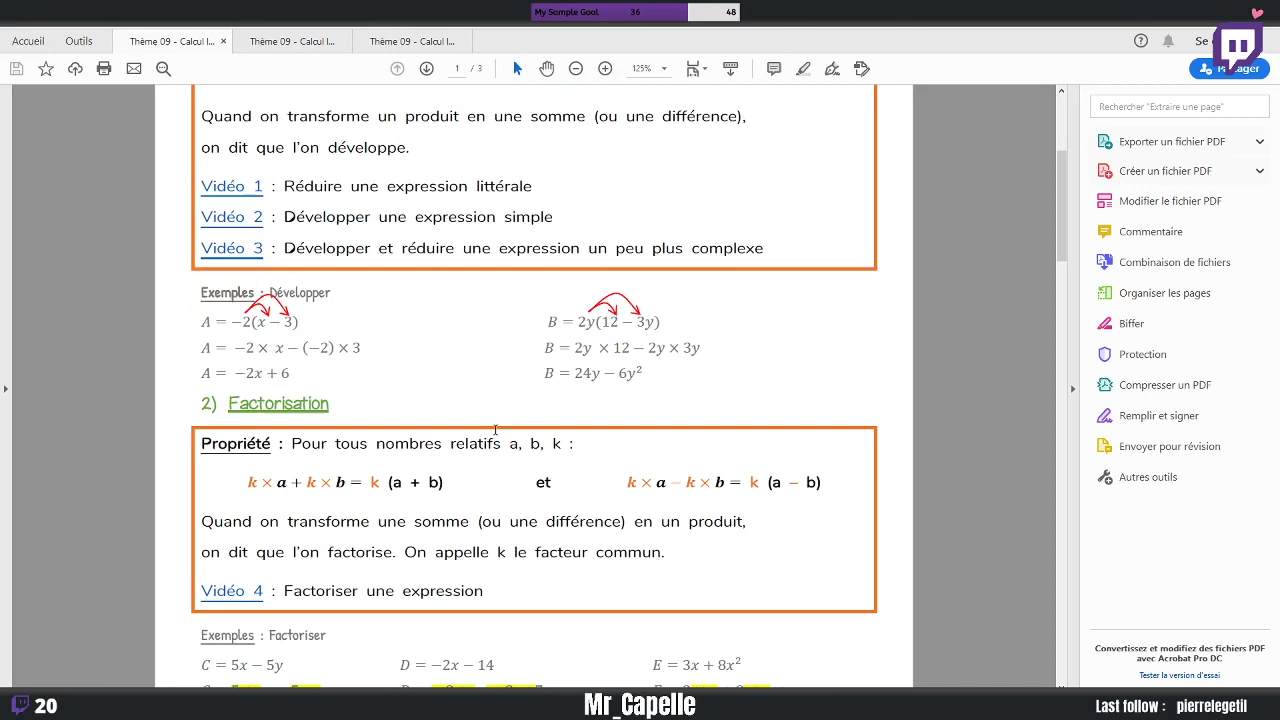 My Sample Goal 36 48
Accueil Outils Thème 09 - Calcul l... × Thème 09 - Calcul l... Thème 09 - Calcul l... Se
1 / 3 125% Partager
Rechercher "Extraire une page"
Exporter un fichier PDF
Créer un fichier PDF
Modifier le fichier PDF
Commentaire
Combinaison de fichiers
Organiser les pages
Biffer
Protection
Compresser un PDF
Remplir et signer
Envoyer pour révision
Autres outils
Convertissez et modifiez des fichiers PDF
avec Acrobat Pro DC
Tester la version d'essai
Quand on transforme un produit en une somme (ou une différence),
on dit que l'on développe.
Vidéo 1 : Réduire une expression littérale
Vidéo 2 : Développer une expression simple
Vidéo 3 : Développer et réduire une expression un peu plus complexe
Exemples : Développer
A = −2(x − 3) B = 2y(12 − 3y)
A = −2 × x − (−2) × 3 B = 2y × 12 − 2y × 3y
A = −2x + 6 B = 24y − 6y²
2) Factorisation
Propriété : Pour tous nombres relatifs a, b, k :
k × a + k × b = k (a + b) et k × a − k × b = k (a − b)
Quand on transforme une somme (ou une différence) en un produit,
on dit que l'on factorise. On appelle k le facteur commun.
Vidéo 4 : Factoriser une expression
Exemples : Factoriser
C = 5x − 5y D = −2x − 14 E = 3x + 8x²
20 Mr_Capelle Last follow : pierrelegetil